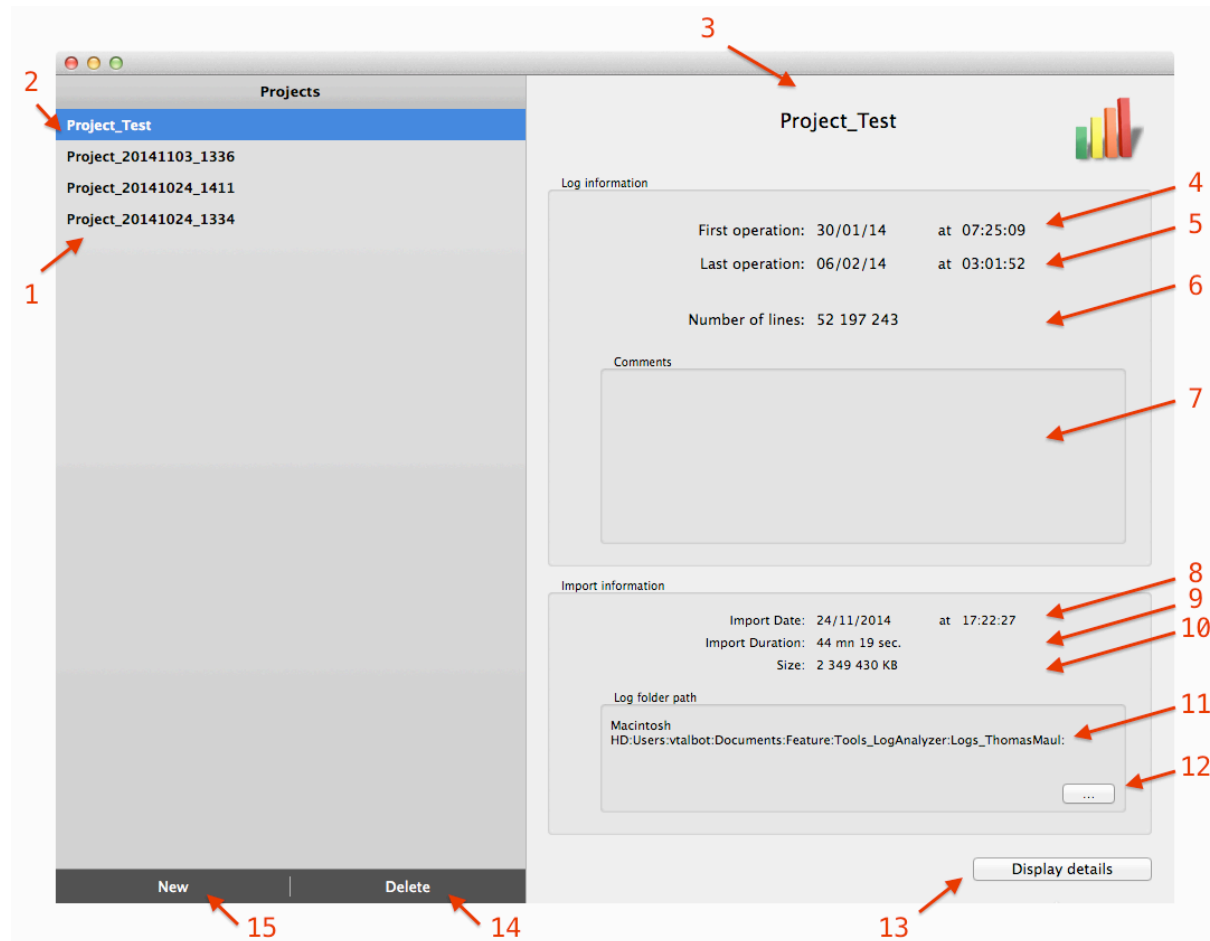 3
2
Projects
Project_Test
Project_20141103_1336
Project_20141024_1411
Project_20141024_1334
1
Project_Test
Log information
4
First operation: 30/01/14 at 07:25:09
5
Last operation: 06/02/14 at 03:01:52
6
Number of lines: 52 197 243
Comments
7
Import information
8
Import Date: 24/11/2014 at 17:22:27
9
Import Duration: 44 mn 19 sec.
10
Size: 2 349 430 KB
Log folder path
11
Macintosh
HD:Users:vtalbot:Documents:Feature:Tools_LogAnalyzer:Logs_ThomasMaul:
12
...
Display details
13
New Delete
15 14